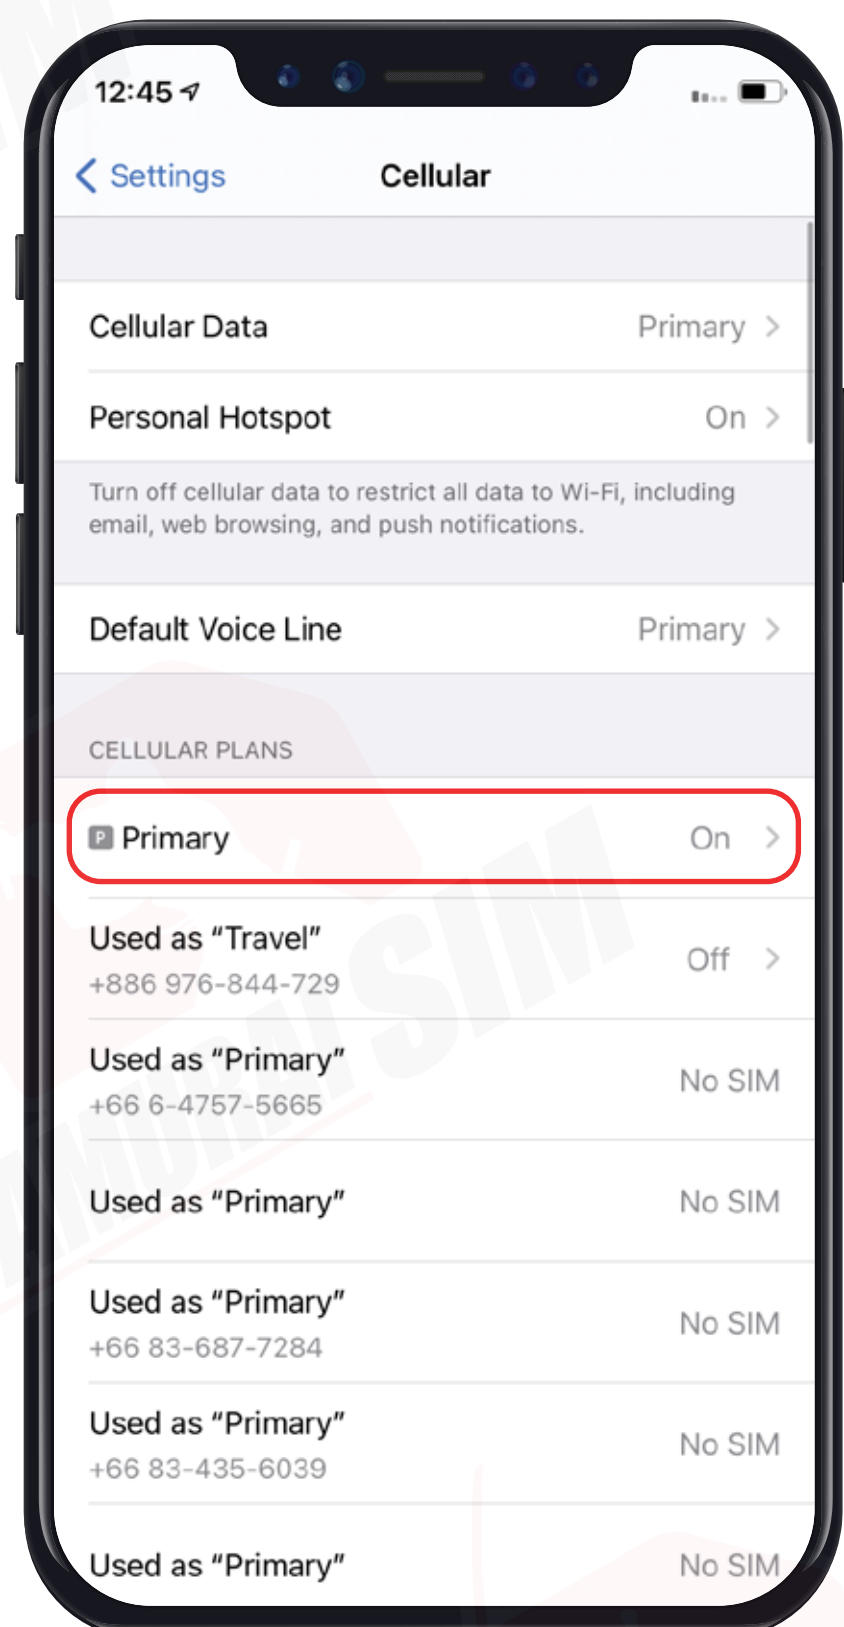 12:45
Settings
Cellular
Cellular Data
Primary
Personal Hotspot
On
Turn off cellular data to restrict all data to Wi-Fi, including
email, web browsing, and push notifications.
Default Voice Line
Primary
CELLULAR PLANS
P Primary
On
Used as “Travel”
+886 976-844-729
Off
Used as “Primary”
+66 6-4757-5665
No SIM
Used as “Primary”
No SIM
Used as “Primary”
+66 83-687-7284
No SIM
Used as “Primary”
+66 83-435-6039
No SIM
Used as “Primary”
No SIM
SAMURAI SIM